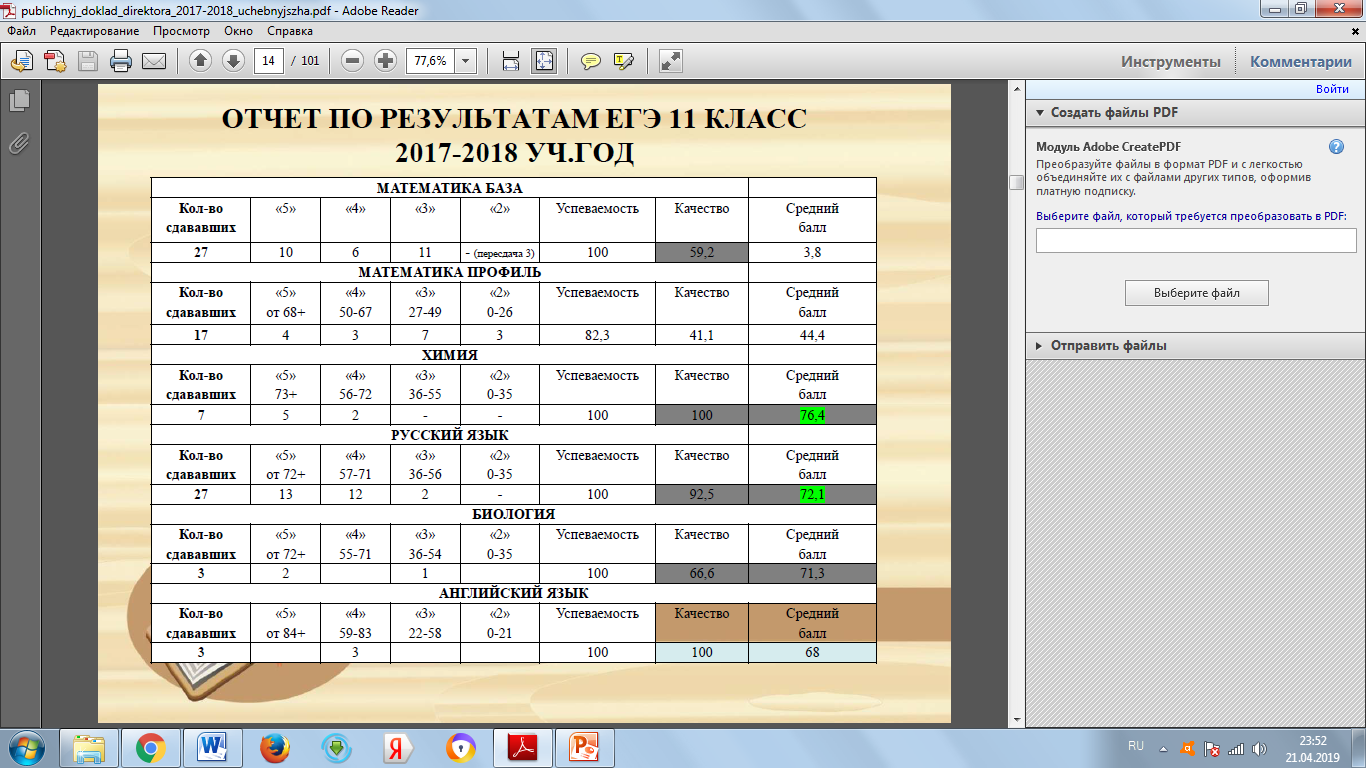 publichnyj_doklad_direktora_2017-2018_uchebnyjszha.pdf - Adobe Reader
Файл Редактирование Просмотр Окно Справка
14 / 101 77,6% Инструменты Комментарии
Войти
Создать файлы PDF
Модуль Adobe CreatePDF
Преобразуйте файлы в формат PDF и с легкостью
объединяйте их с файлами других типов, оформив
платную подписку.
Выберите файл, который требуется преобразовать в PDF:
Выберите файл
Отправить файлы
ОТЧЕТ ПО РЕЗУЛЬТАТАМ ЕГЭ 11 КЛАСС
2017-2018 УЧ.ГОД
МАТЕМАТИКА БАЗА
Кол-во «5» «4» «3» «2» Успеваемость Качество Средний
сдававших балл
27 10 6 11 - (пересдача 3) 100 59,2 3,8
МАТЕМАТИКА ПРОФИЛЬ
Кол-во «5» «4» «3» «2» Успеваемость Качество Средний
сдававших от 68+ 50-67 27-49 0-26 балл
17 4 3 7 3 82,3 41,1 44,4
ХИМИЯ
Кол-во «5» «4» «3» «2» Успеваемость Качество Средний
сдававших 73+ 56-72 36-55 0-35 балл
7 5 2 - - 100 100 76,4
РУССКИЙ ЯЗЫК
Кол-во «5» «4» «3» «2» Успеваемость Качество Средний
сдававших от 72+ 57-71 36-56 0-35 балл
27 13 12 2 - 100 92,5 72,1
БИОЛОГИЯ
Кол-во «5» «4» «3» «2» Успеваемость Качество Средний
сдававших от 72+ 55-71 36-54 0-35 балл
3 2 1 100 66,6 71,3
АНГЛИЙСКИЙ ЯЗЫК
Кол-во «5» «4» «3» «2» Успеваемость Качество Средний
сдававших от 84+ 59-83 22-58 0-21 балл
3 3 100 100 68
RU 23:52
21.04.2019